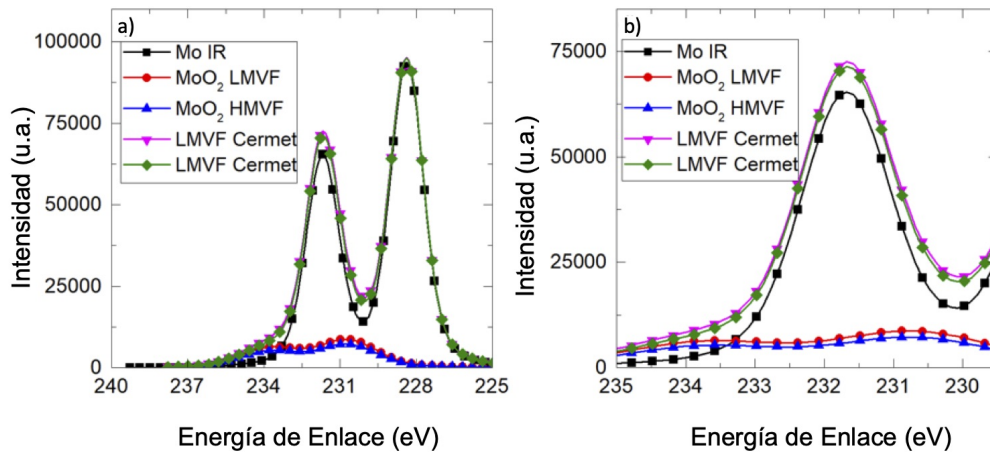 a)
100000
75000
50000
25000
0
Intensidad (u.a.)
Mo IR
MoO₂ LMVF
MoO₂ HMVF
LMVF Cermet
LMVF Cermet
240 237 234 231 228 225
Energía de Enlace (eV)
b)
75000
50000
25000
0
Intensidad (u.a.)
Mo IR
MoO₂ LMVF
MoO₂ HMVF
LMVF Cermet
LMVF Cermet
235 234 233 232 231 230
Energía de Enlace (eV)